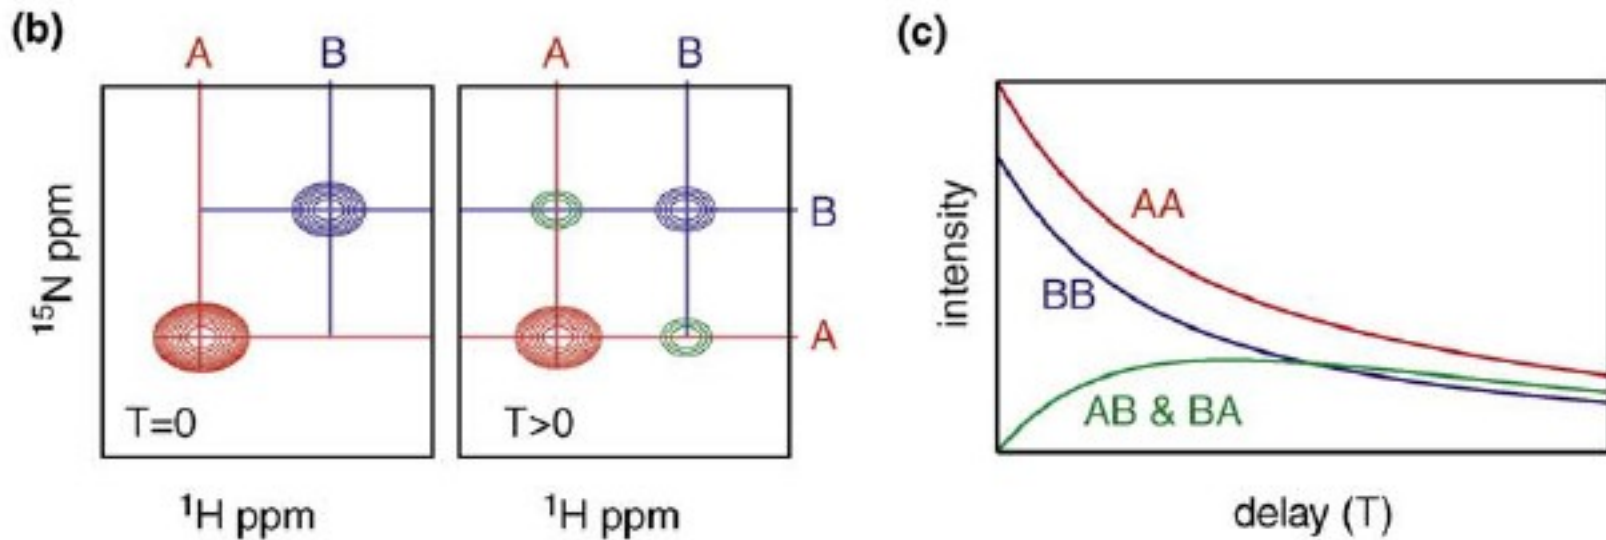 (b)
A
B
A
B
(c)
¹⁵N ppm
T=0
T>0
B
A
¹H ppm
¹H ppm
intensity
AA
BB
AB & BA
delay (T)